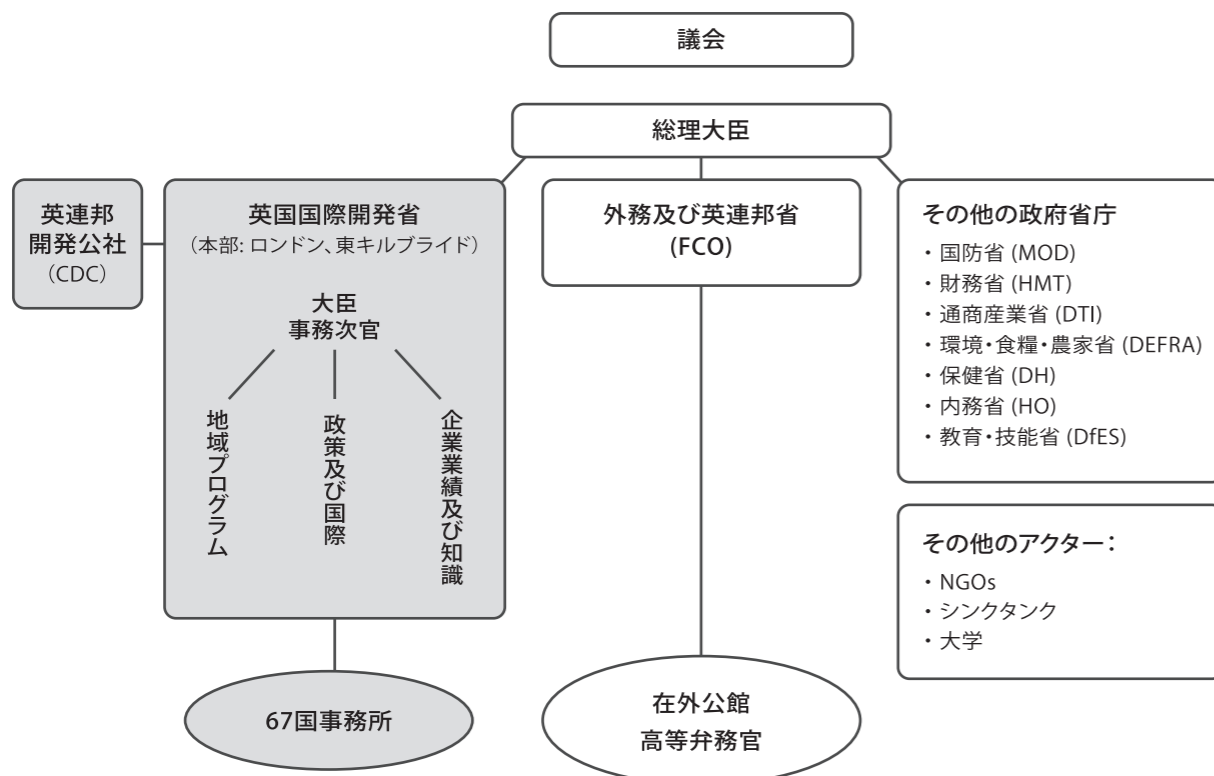 議会
総理大臣
英連邦
開発公社
（CDC）
英国国際開発省
（本部: ロンドン、東キルブライド）
大臣
事務次官
地域プログラム
政策及び国際
企業業績及び知識
67国事務所
外務及び英連邦省
(FCO)
在外公館
高等弁務官
その他の政府省庁
・ 国防省 (MOD)
・ 財務省 (HMT)
・ 通商産業省 (DTI)
・ 環境・食糧・農家省 (DEFRA)
・ 保健省 (DH)
・ 内務省 (HO)
・ 教育・技能省 (DfES)
その他のアクター：
・ NGOs
・ シンクタンク
・ 大学